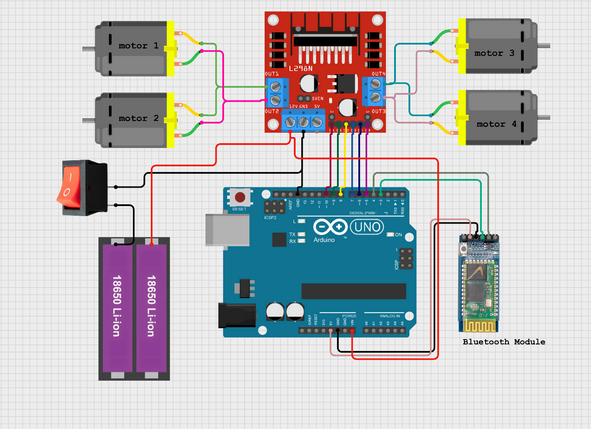 motor 1
motor 2
L298N
OUT1
OUT2
OUT4
OUT3
5VEN
12V GND 5V
motor 3
motor 4
I
O
18650 Li-ion
18650 Li-ion
RESET
ICSP2
DIGITAL (PWM~)
L
TX
RX
UNO
Arduino
ON
ICSP
POWER
ANALOG IN
Bluetooth Module